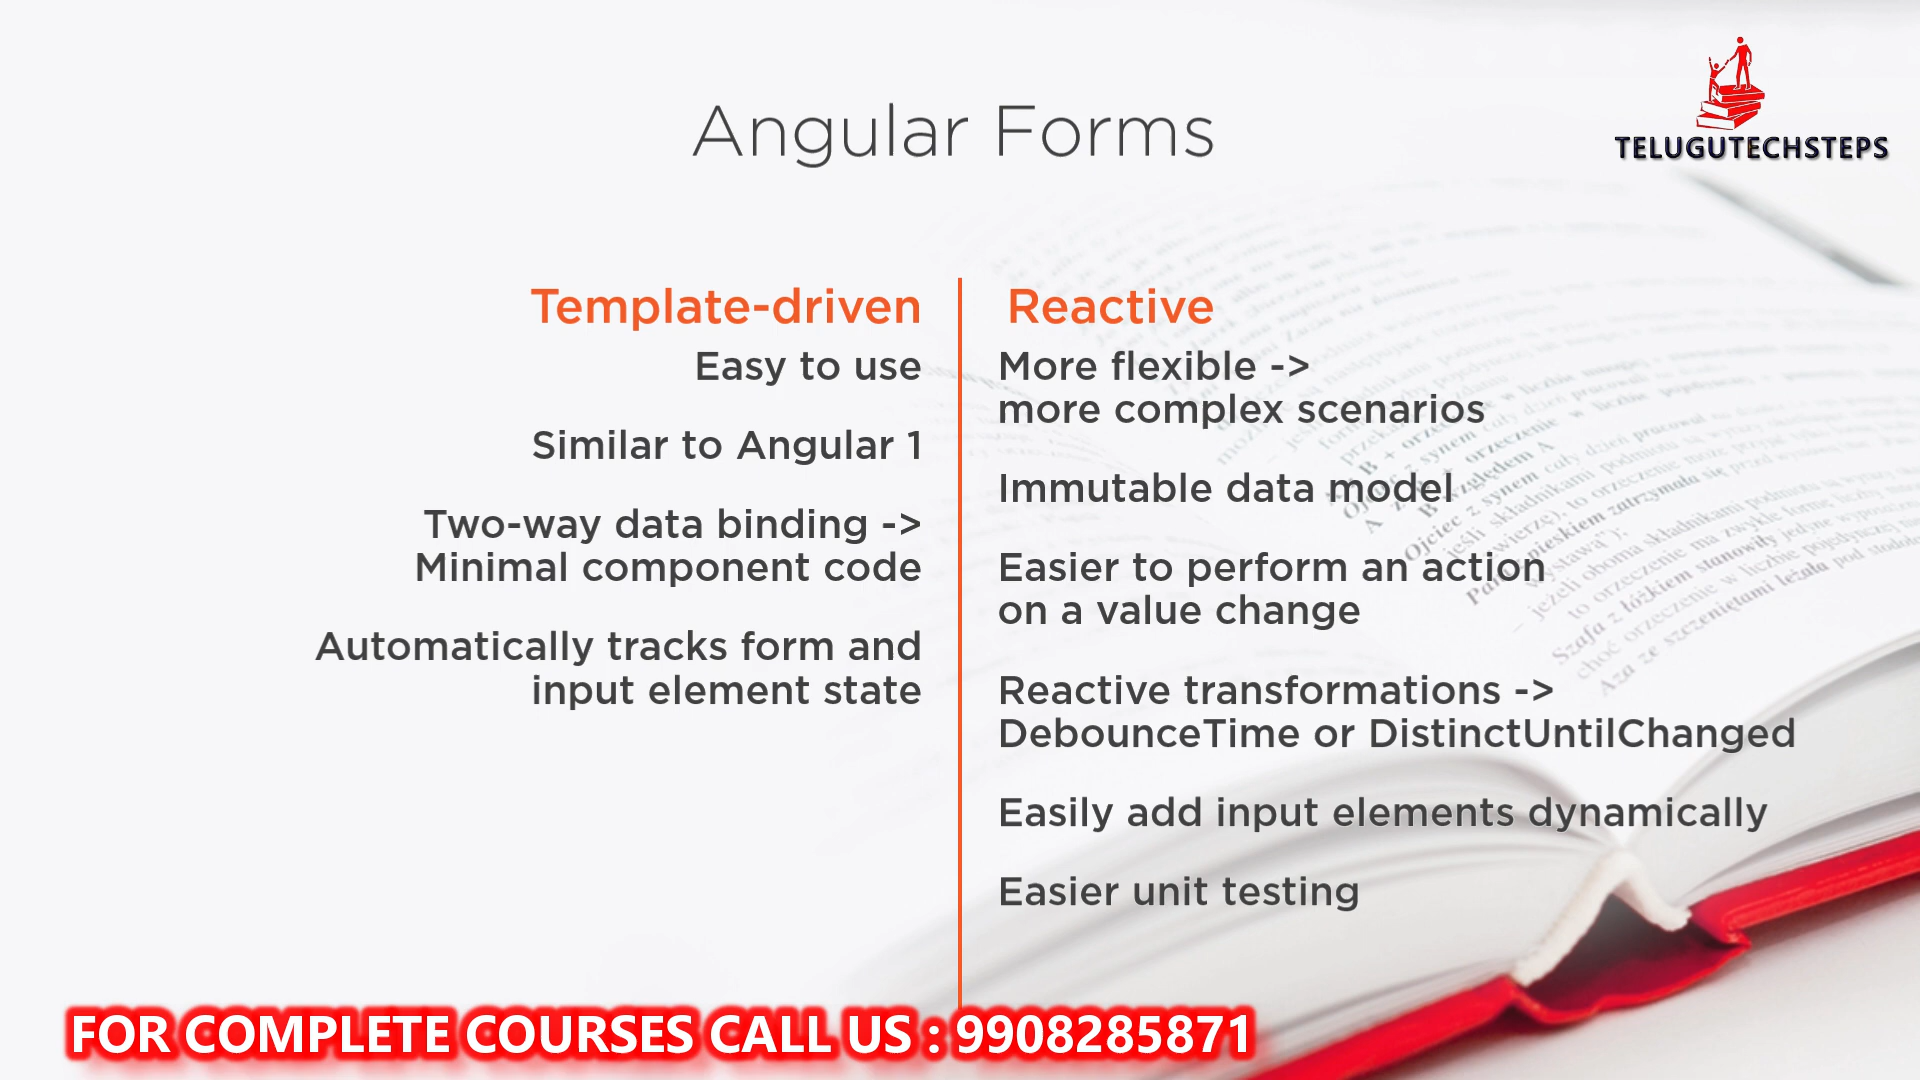 Angular Forms
TELUGUTECHSTEPS
Template-driven
Easy to use
Similar to Angular 1
Two-way data binding ->
Minimal component code
Automatically tracks form and
input element state
Reactive
More flexible ->
more complex scenarios
Immutable data model
Easier to perform an action
on a value change
Reactive transformations ->
DebounceTime or DistinctUntilChanged
Easily add input elements dynamically
Easier unit testing
FOR COMPLETE COURSES CALL US : 9908285871